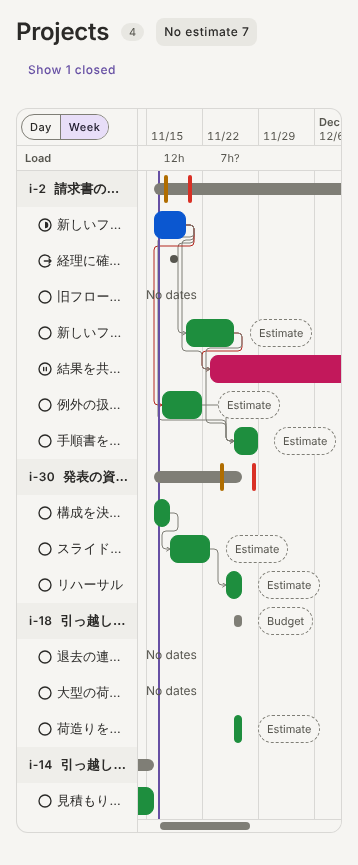 Projects 4 No estimate 7
Show 1 closed
Day Week
11/15 11/22 11/29 Dec 12/6
Load 12h 7h?
i-2 請求書の…
新しいフ…
経理に確…
旧フロー… No dates
新しいフ… Estimate
結果を共…
例外の扱… Estimate
手順書を… Estimate
i-30 発表の資…
構成を決…
スライド… Estimate
リハーサル Estimate
i-18 引っ越し… Budget
退去の連… No dates
大型の荷… No dates
荷造りを… Estimate
i-14 引っ越し…
見積もり…